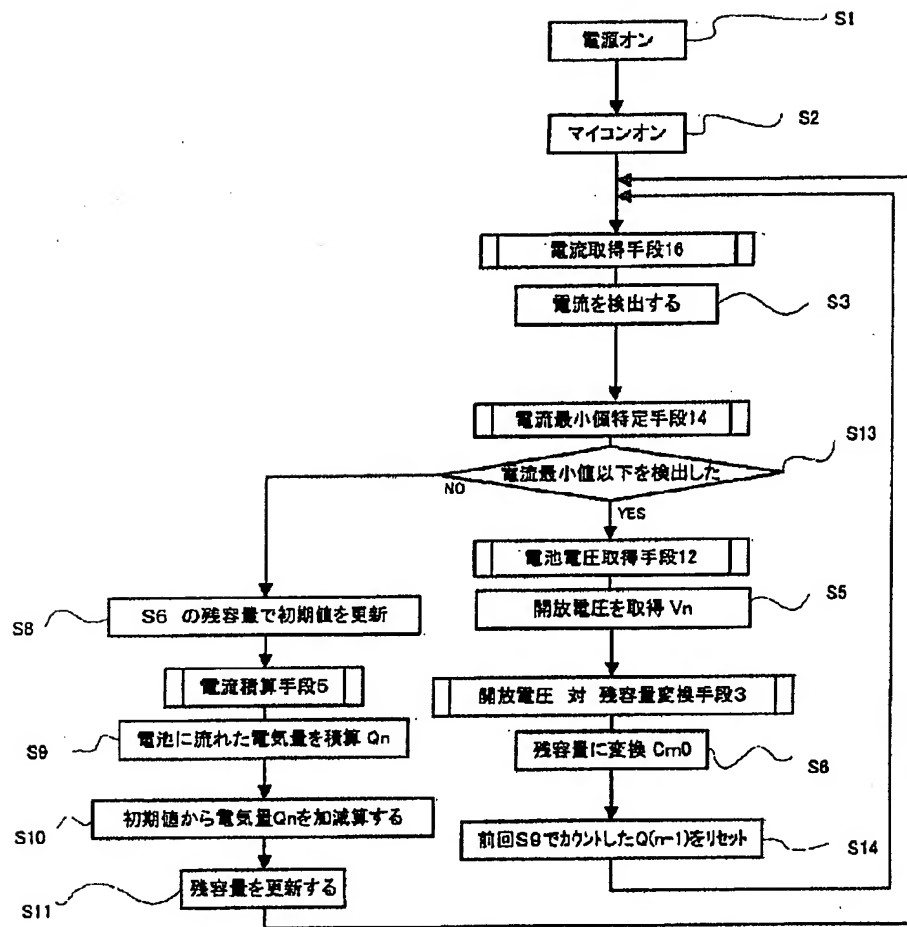 S1
電源オン
S2
マイコンオン
電流取得手段16
電流を検出する
S3
電流最小値特定手段14
S13
電流最小値以下を検出した
NO
YES
電池電圧取得手段12
開放電圧を取得 Vn
S5
S8
S6 の残容量で初期値を更新
電流積算手段5
開放電圧 対 残容量変換手段3
S9
電池に流れた電気量を積算 Qn
残容量に変換 Crn0
S6
S10
初期値から電気量Qnを加減算する
前回S9でカウントしたQ(n-1)をリセット
S14
S11
残容量を更新する